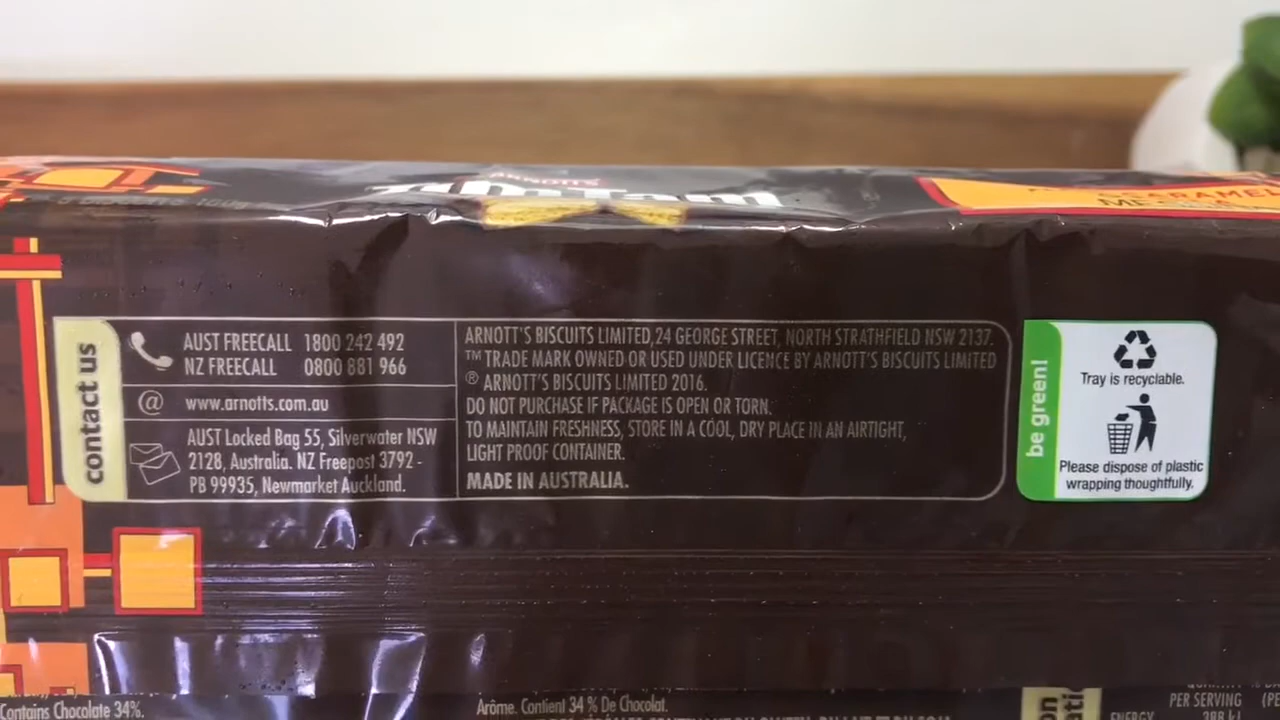 ARNOTT'S
Tim Tam
contact us
AUST FREECALL 1800 242 492
NZ FREECALL 0800 881 966
@ www.arnotts.com.au
AUST Locked Bag 55, Silverwater NSW
2128, Australia. NZ Freepost 3792 -
PB 99935, Newmarket Auckland.
ARNOTT'S BISCUITS LIMITED,24 GEORGE STREET, NORTH STRATHFIELD NSW 2137.
™ TRADE MARK OWNED OR USED UNDER LICENCE BY ARNOTT'S BISCUITS LIMITED
® ARNOTT'S BISCUITS LIMITED 2016.
DO NOT PURCHASE IF PACKAGE IS OPEN OR TORN.
TO MAINTAIN FRESHNESS, STORE IN A COOL, DRY PLACE IN AN AIRTIGHT,
LIGHT PROOF CONTAINER.
MADE IN AUSTRALIA.
be green!
Tray is recyclable.
Please dispose of plastic
wrapping thoughtfully.
Contains Chocolate 34%.
Arôme. Contient 34 % De Chocolat.
PER SERVING
ENERGY